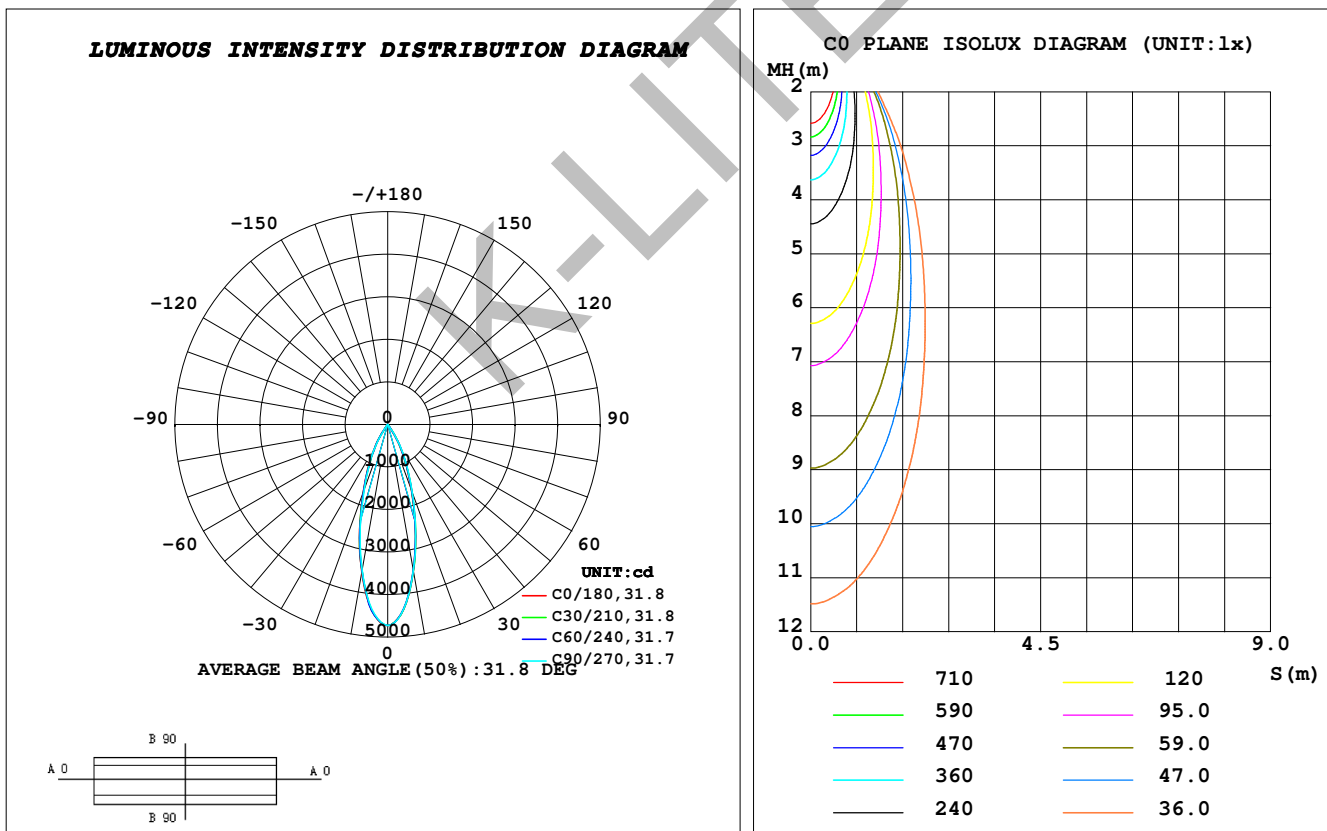 LUMINOUS INTENSITY DISTRIBUTION DIAGRAM
-/+180
-150
150
-120
120
-90
0
90
1000
2000
-60
3000
60
UNIT:cd
4000
C0/180,31.8
-30
30
C30/210,31.8
5000
C60/240,31.7
0
C90/270,31.7
AVERAGE BEAM ANGLE(50%):31.8 DEG
B 90
A 0
A 0
B 90
K-LITE
C0 PLANE ISOLUX DIAGRAM (UNIT:lx)
MH(m)
2
3
4
5
6
7
8
9
10
11
12
0.0
4.5
9.0
S(m)
710
120
590
95.0
470
59.0
360
47.0
240
36.0